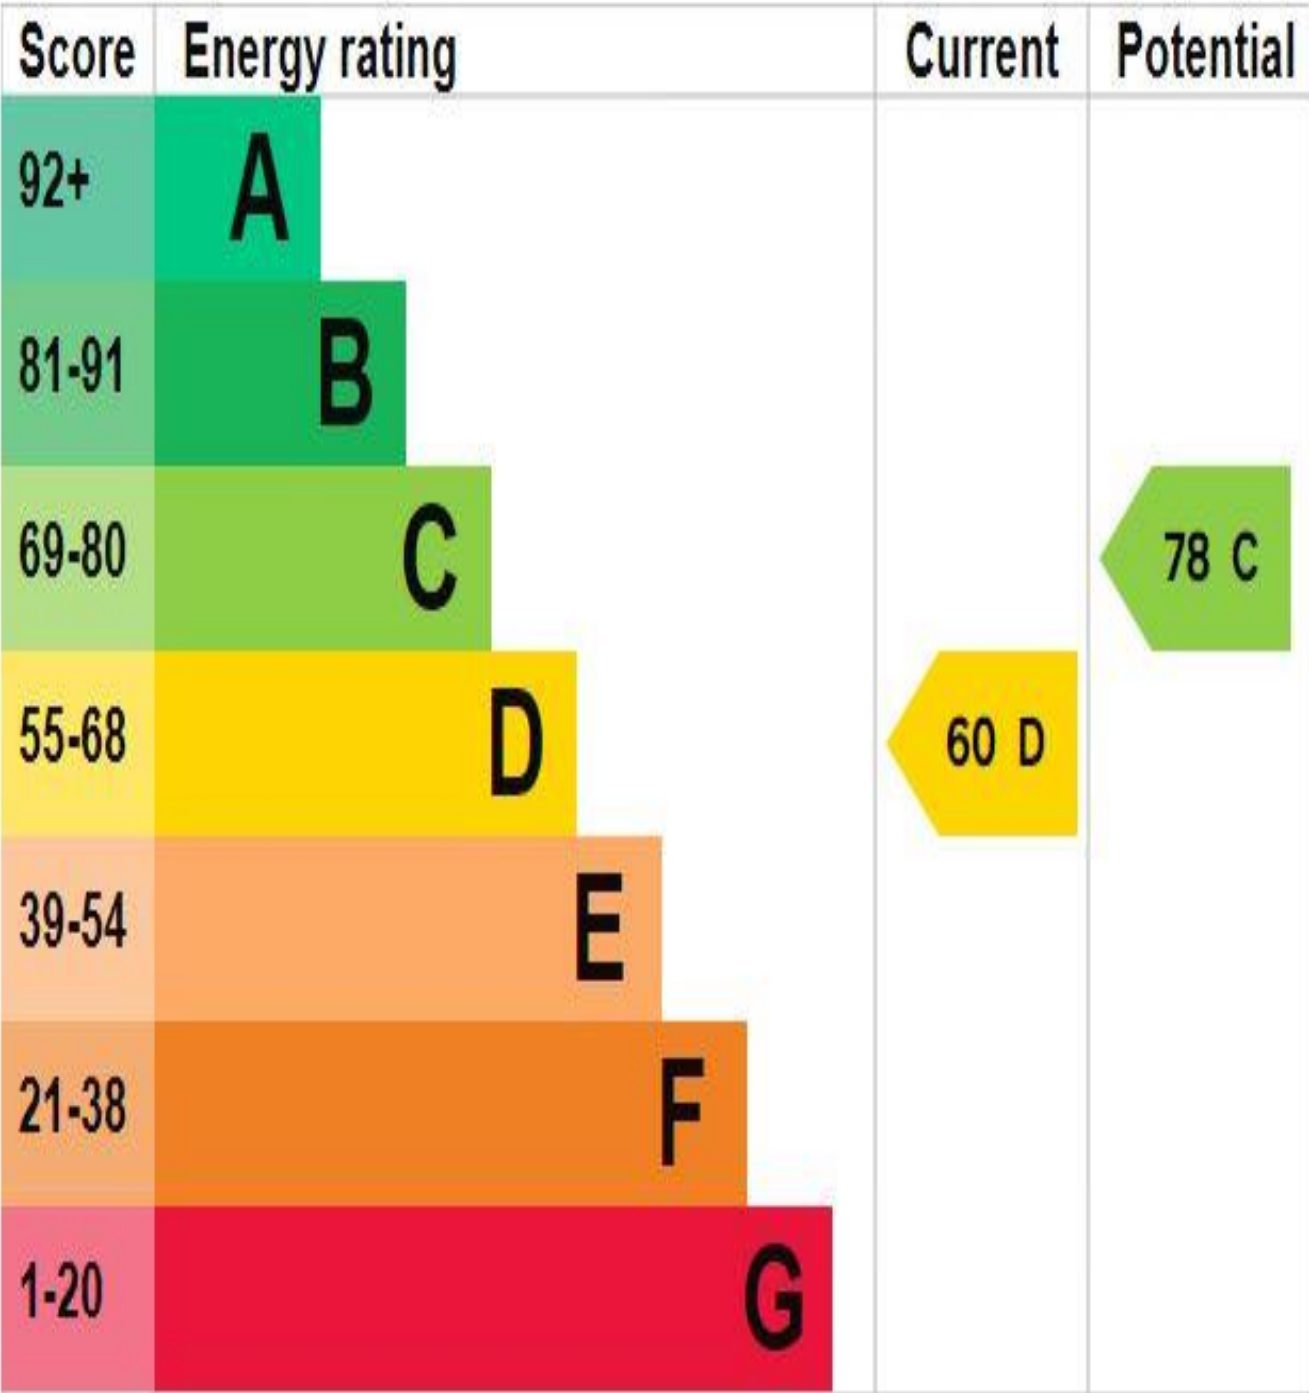 Score Energy rating Current Potential
92+ A
81-91 B
69-80 C 78 C
55-68 D 60 D
39-54 E
21-38 F
1-20 G